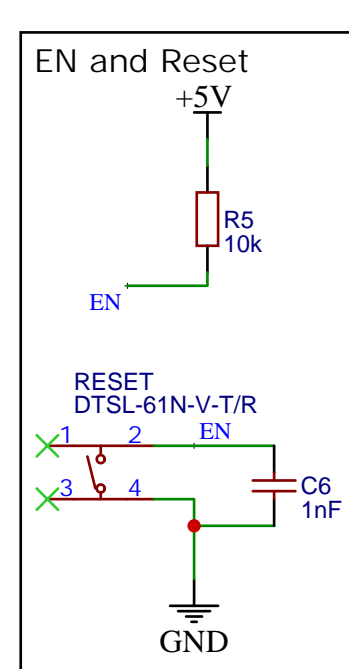 EN and Reset
+5V
R5
10k
EN
RESET
DTSL-61N-V-T/R
1 2 EN
3 4
C6
1nF
GND